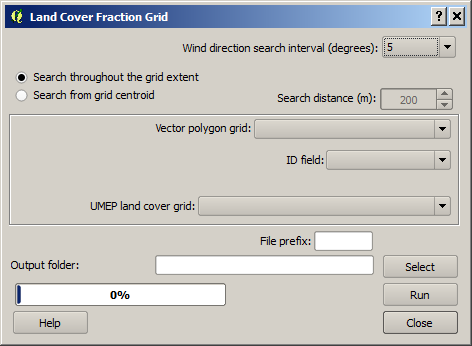 Land Cover Fraction Grid
Wind direction search interval (degrees): 5
Search throughout the grid extent
Search from grid centroid
Search distance (m): 200
Vector polygon grid:
ID field:
UMEP land cover grid:
File prefix:
Output folder:
Select
0%
Run
Help
Close